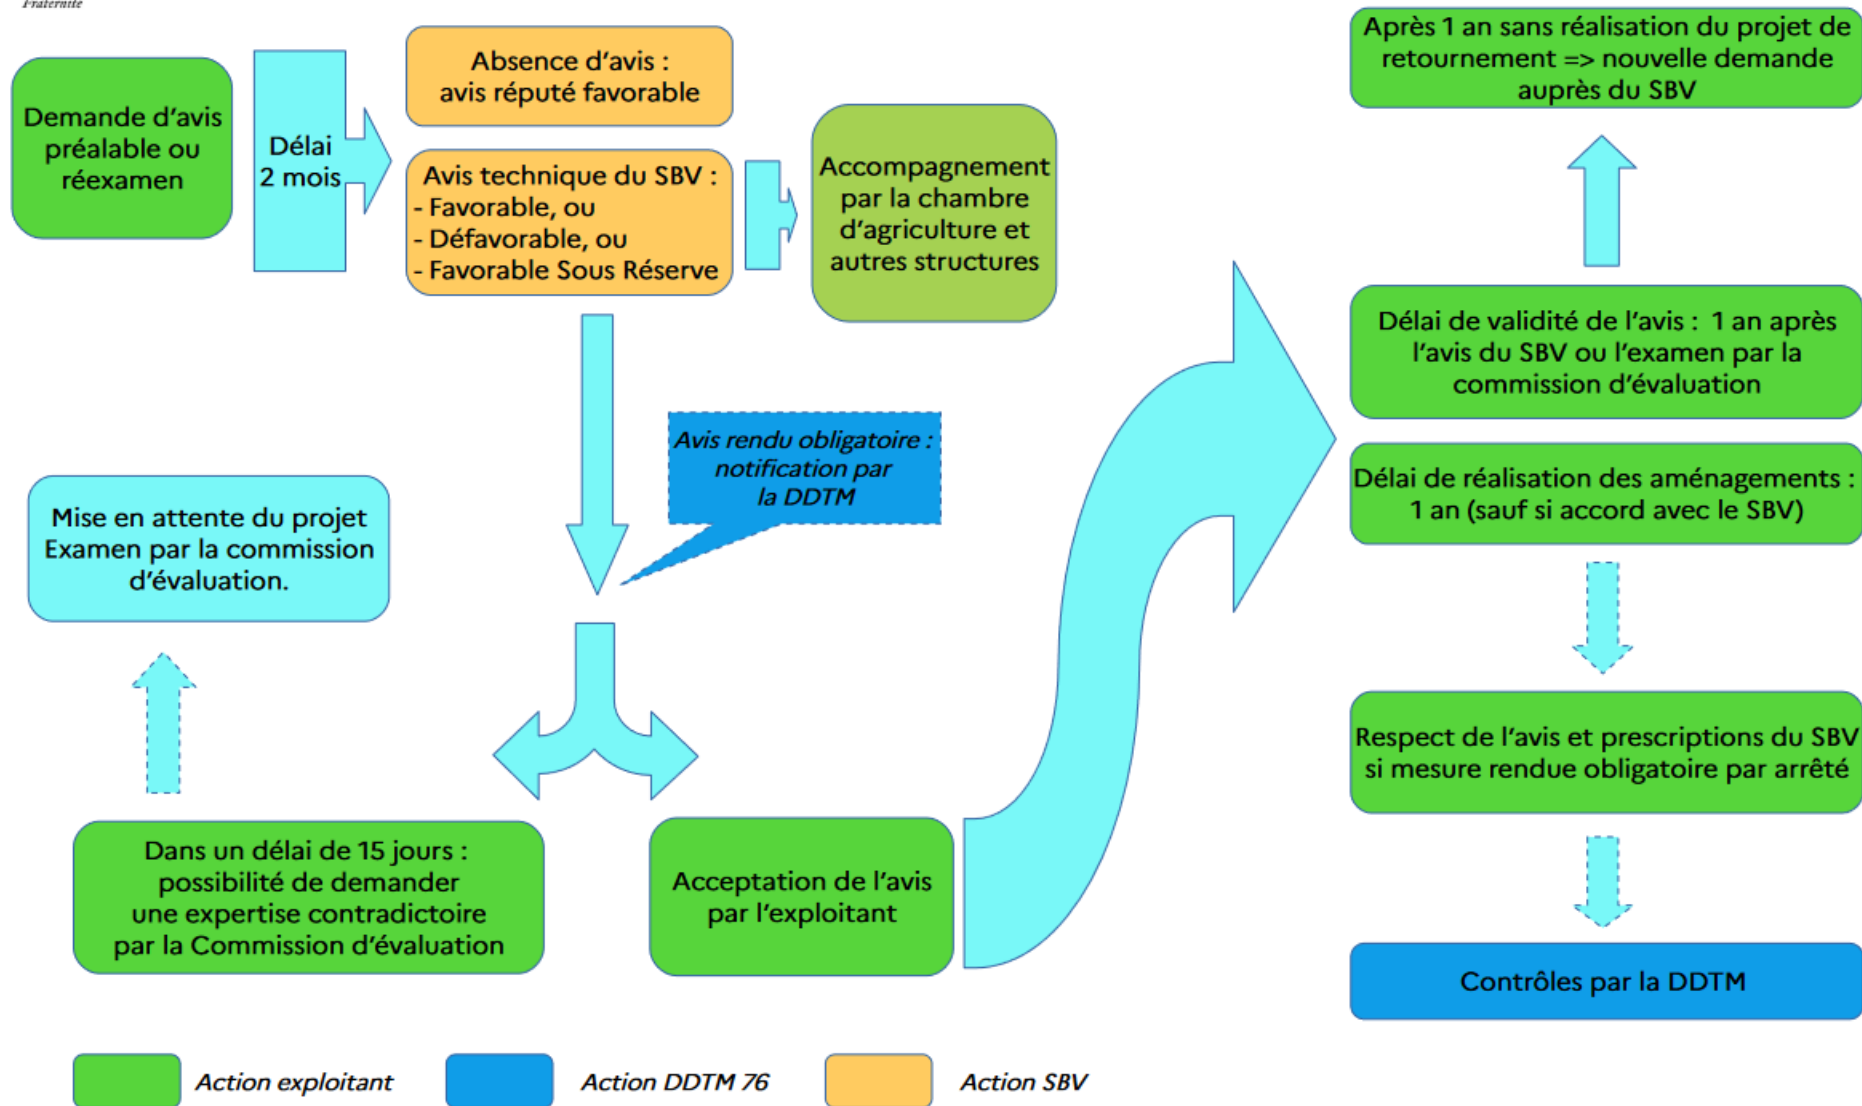 Fraternité
Demande d'avis
préalable ou
réexamen
Délai
2 mois
Absence d'avis :
avis réputé favorable
Avis technique du SBV :
- Favorable, ou
- Défavorable, ou
- Favorable Sous Réserve
Accompagnement
par la chambre
d'agriculture et
autres structures
Avis rendu obligatoire :
notification par
la DDTM
Mise en attente du projet
Examen par la commission
d'évaluation.
Dans un délai de 15 jours :
possibilité de demander
une expertise contradictoire
par la Commission d'évaluation
Acceptation de l'avis
par l'exploitant
Après 1 an sans réalisation du projet de
retournement => nouvelle demande
auprès du SBV
Délai de validité de l'avis : 1 an après
l'avis du SBV ou l'examen par la
commission d'évaluation
Délai de réalisation des aménagements :
1 an (sauf si accord avec le SBV)
Respect de l'avis et prescriptions du SBV
si mesure rendue obligatoire par arrêté
Contrôles par la DDTM
Action exploitant
Action DDTM 76
Action SBV